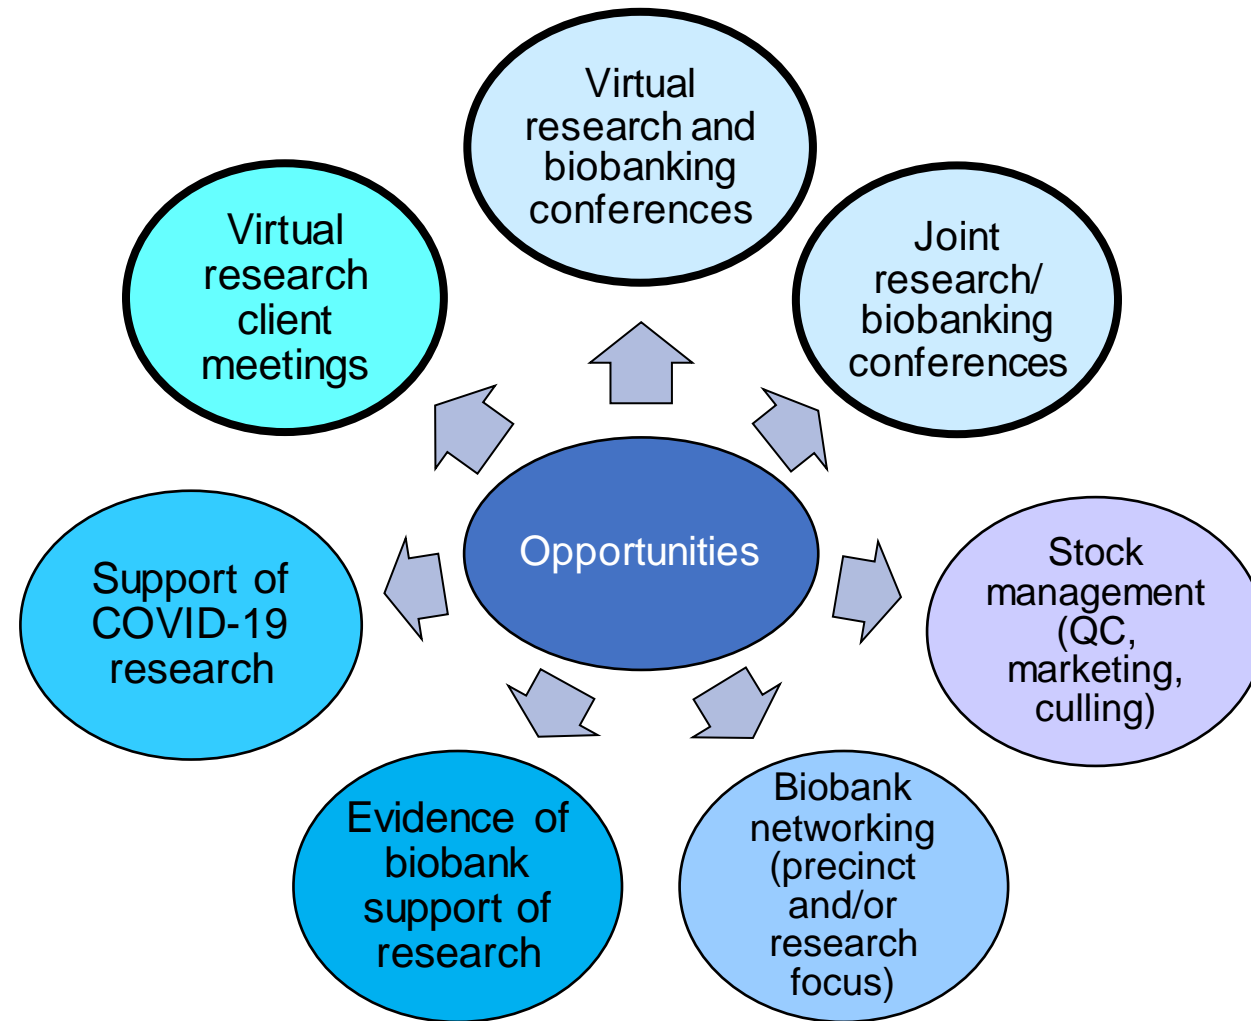 Virtual
research and
biobanking
conferences
Joint
research/
biobanking
conferences
Stock
management
(QC,
marketing,
culling)
Biobank
networking
(precinct
and/or
research
focus)
Evidence of
biobank
support of
research
Support of
COVID-19
research
Virtual
research
client
meetings
Opportunities